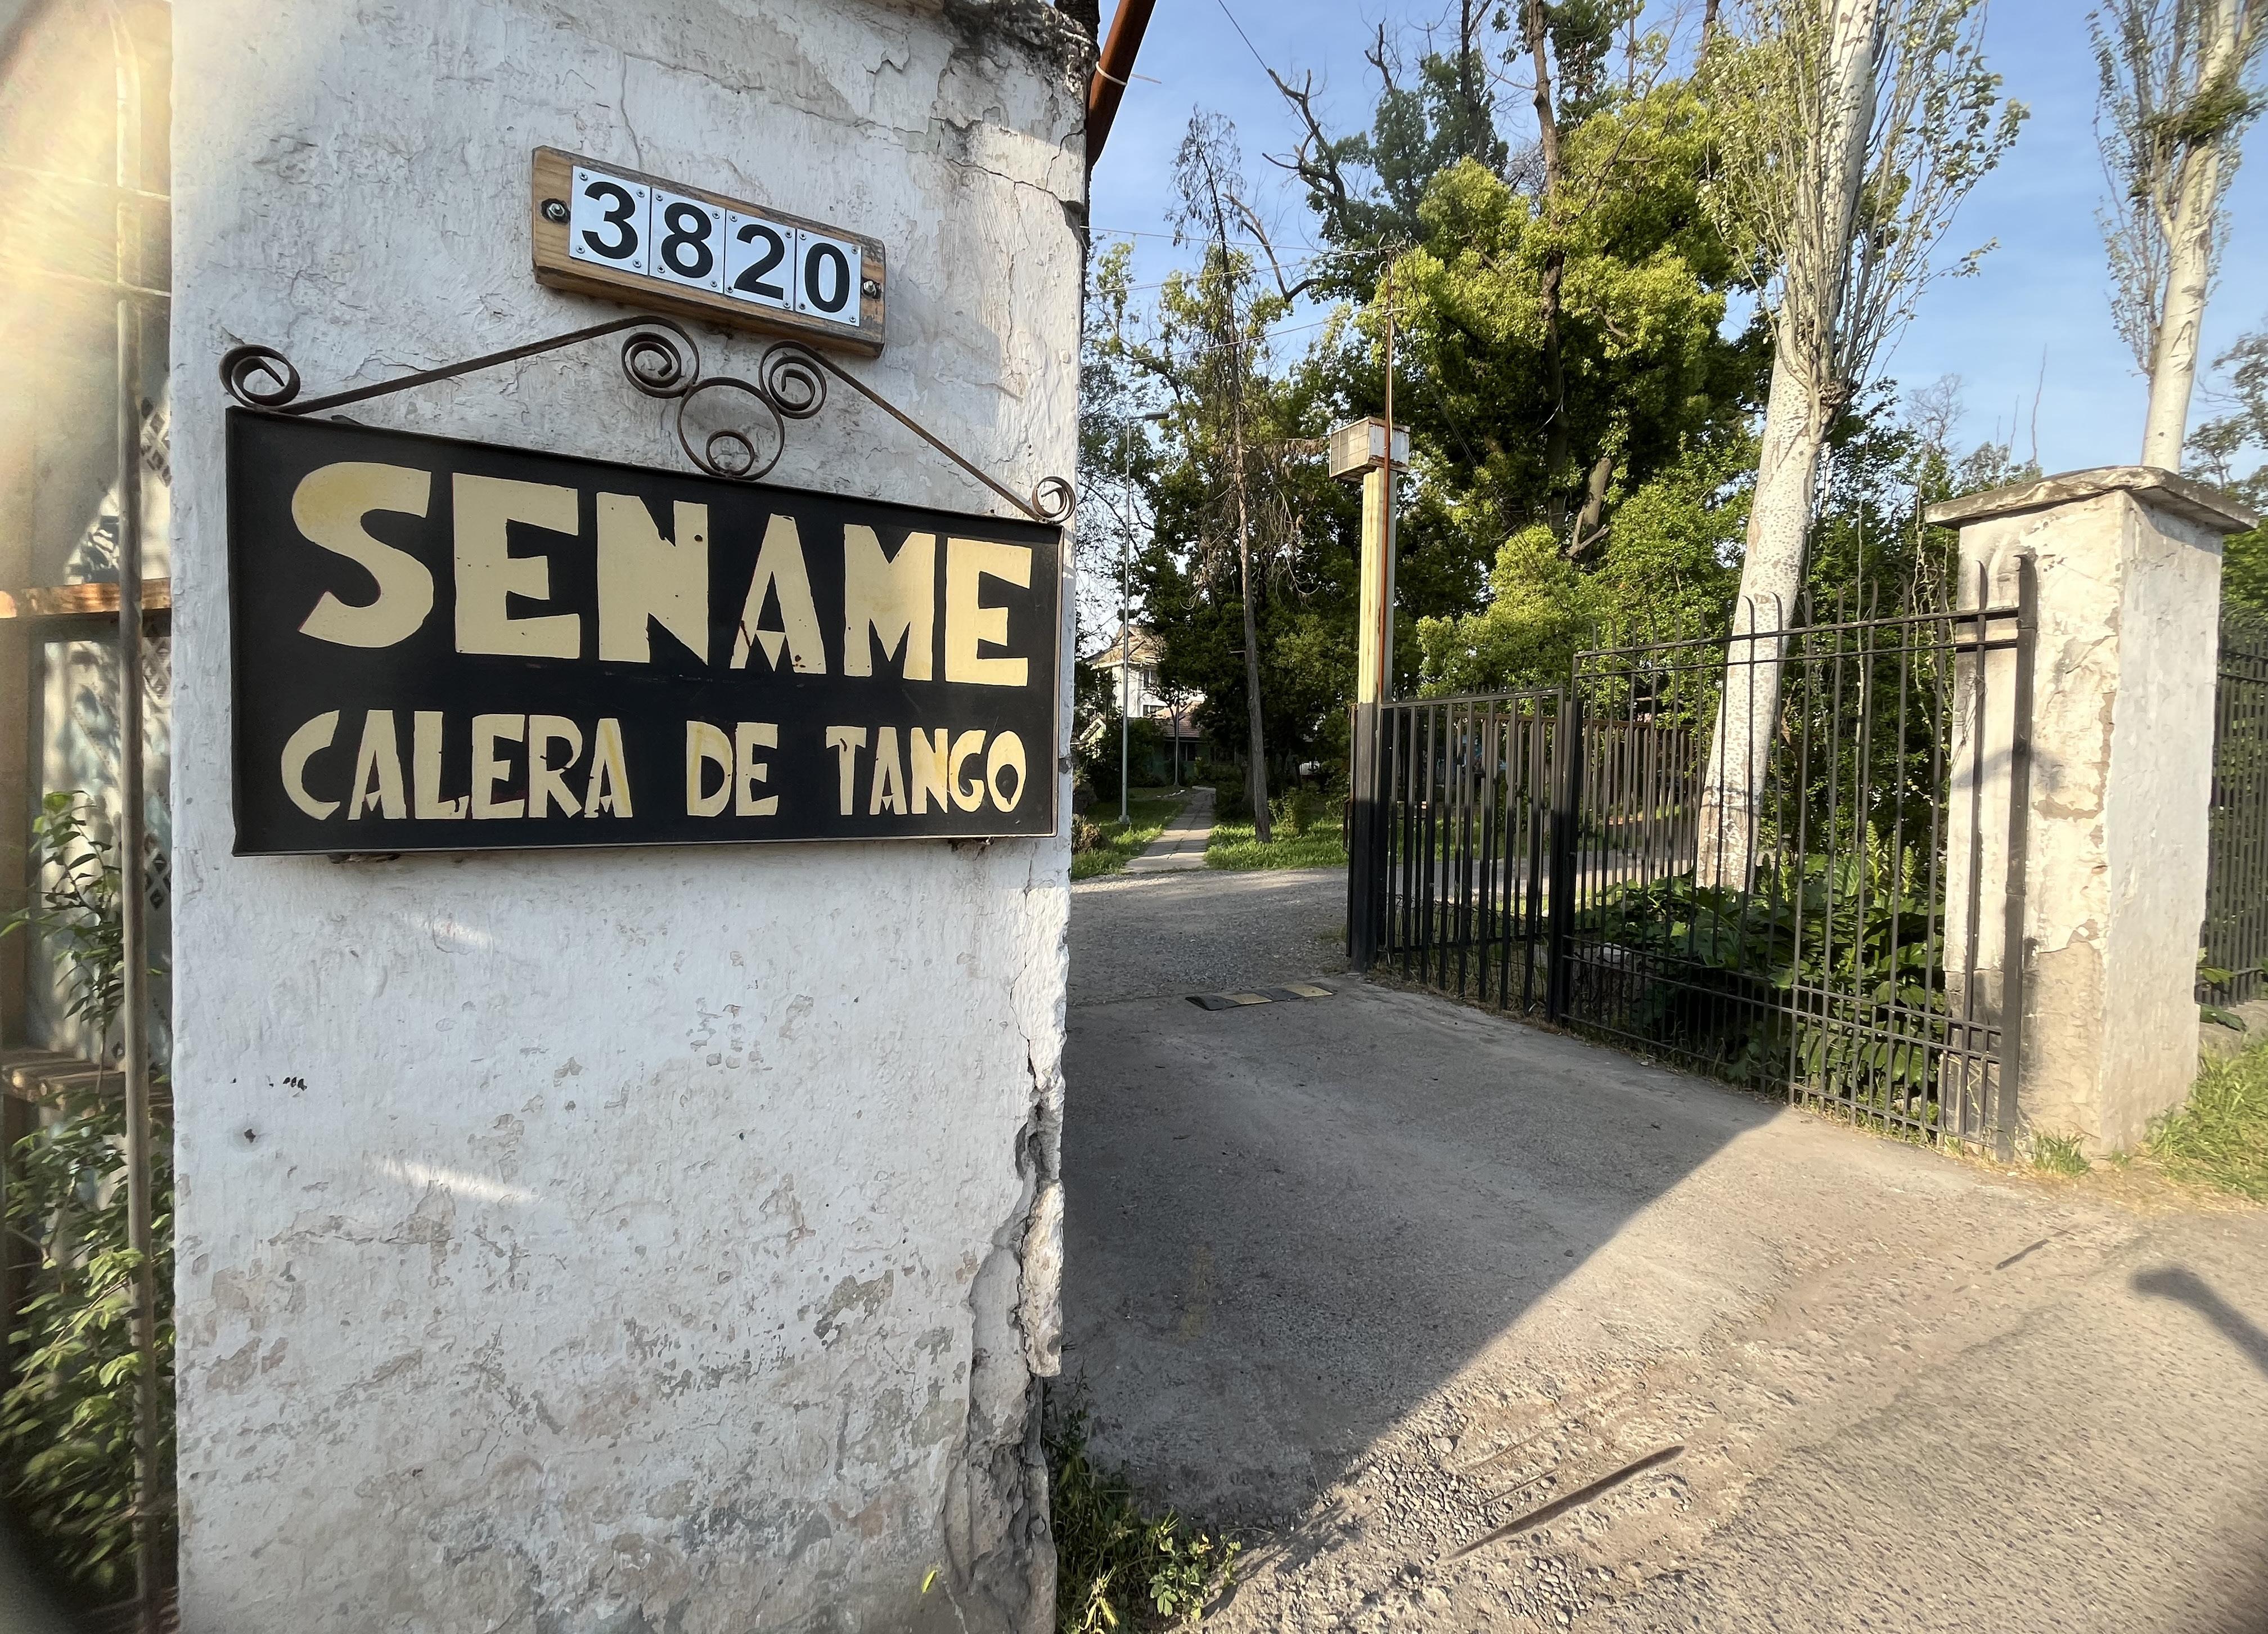 3820
SENAME
CALERA DE TANGO